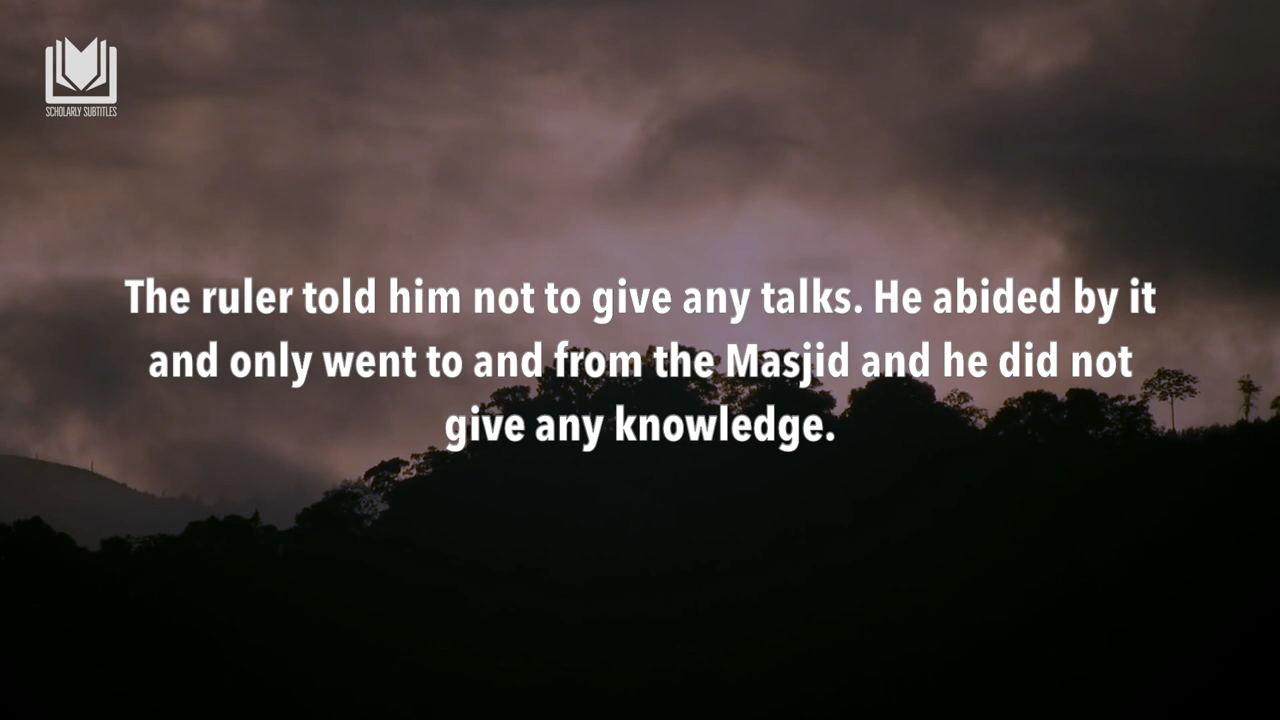 SCHOLARLY SUBTITLES
The ruler told him not to give any talks. He abided by it
and only went to and from the Masjid and he did not
give any knowledge.